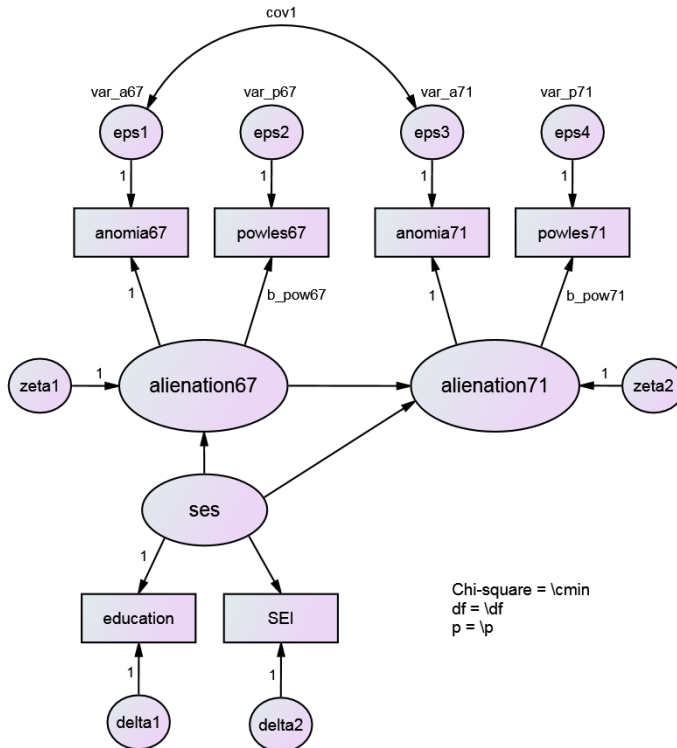 cov1
var_a67
var_p67
var_a71
var_p71
eps1
eps2
eps3
eps4
1
1
1
1
anomia67
powles67
anomia71
powles71
1
b_pow67
1
b_pow71
zeta1
1
alienation67
alienation71
1
zeta2
ses
1
education
SEI
Chi-square = \cmin
df = \df
p = \p
1
1
delta1
delta2